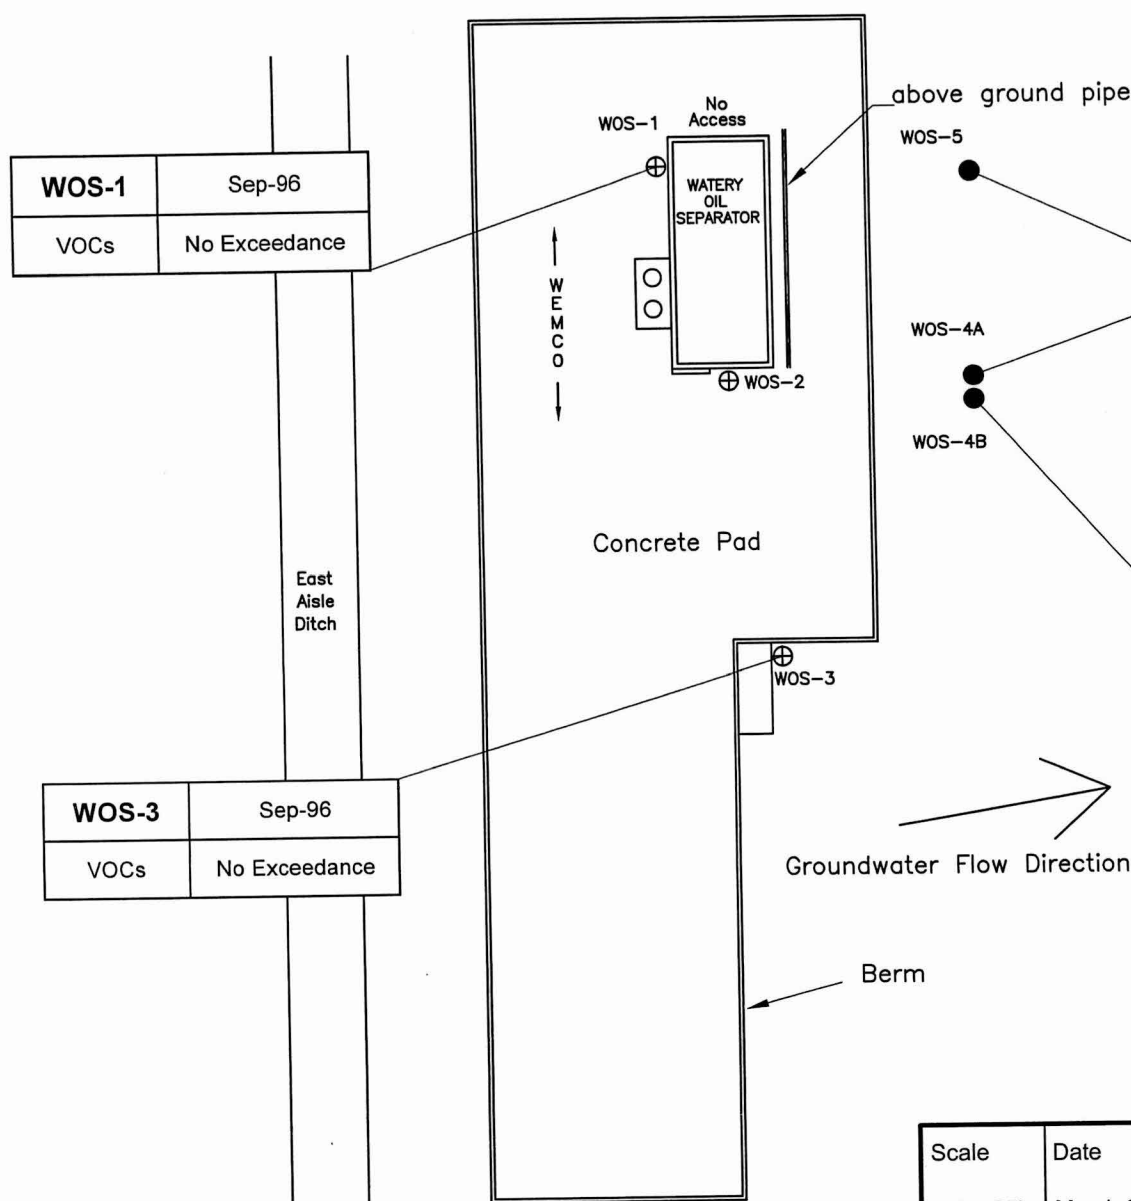 above ground pipe
No
Access
WOS-1
WOS-5
WOS-1 Sep-96
VOCs No Exceedance
WATERY
OIL
SEPARATOR
WEMCO
WOS-4A
WOS-2
WOS-4B
Concrete Pad
East
Aisle
Ditch
WOS-3
WOS-3 Sep-96
VOCs No Exceedance
Groundwater Flow Direction
Berm
Scale Date